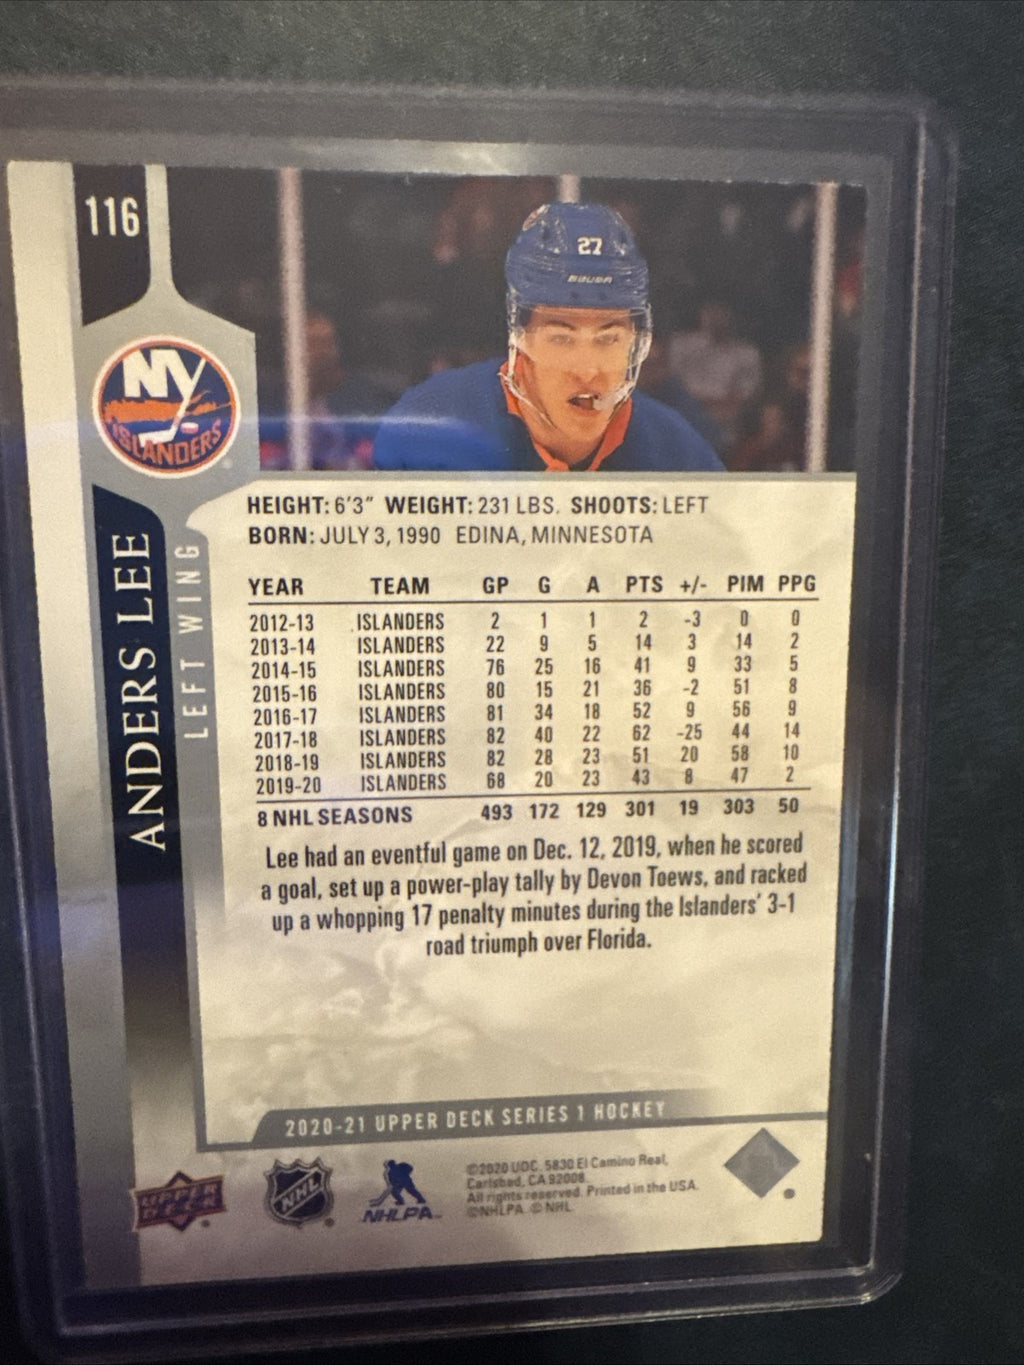 116
27
BAUER
NY
ISLANDERS
ANDERS LEE
LEFT WING
HEIGHT: 6'3" WEIGHT: 231 LBS. SHOOTS: LEFT
BORN: JULY 3, 1990 EDINA, MINNESOTA
YEAR TEAM GP G A PTS +/- PIM PPG
2012-13 ISLANDERS 2 1 1 2 -3 0 0
2013-14 ISLANDERS 22 9 5 14 3 14 2
2014-15 ISLANDERS 76 25 16 41 9 33 5
2015-16 ISLANDERS 80 15 21 36 -2 51 8
2016-17 ISLANDERS 81 34 18 52 9 56 9
2017-18 ISLANDERS 82 40 22 62 -25 44 14
2018-19 ISLANDERS 82 28 23 51 20 58 10
2019-20 ISLANDERS 68 20 23 43 8 47 2
8 NHL SEASONS 493 172 129 301 19 303 50
Lee had an eventful game on Dec. 12, 2019, when he scored
a goal, set up a power-play tally by Devon Toews, and racked
up a whopping 17 penalty minutes during the Islanders' 3-1
road triumph over Florida.
2020-21 UPPER DECK SERIES 1 HOCKEY
UPPER
DECK
NHL
NHLPA
©2020 UDC, 5830 El Camino Real,
Carlsbad, CA 92008.
All rights reserved. Printed in the USA.
©NHLPA. © NHL